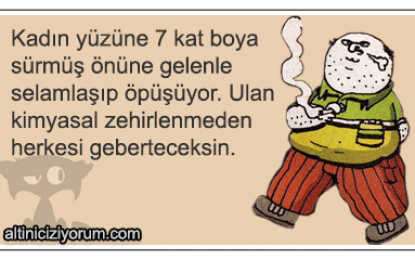 Kadın yüzüne 7 kat boya
sürmüş önüne gelenle
selamlaşıp öpüşüyor. Ulan
kimyasal zehirlenmeden
herkesi geberteceksin.
altiniciziyorum.com